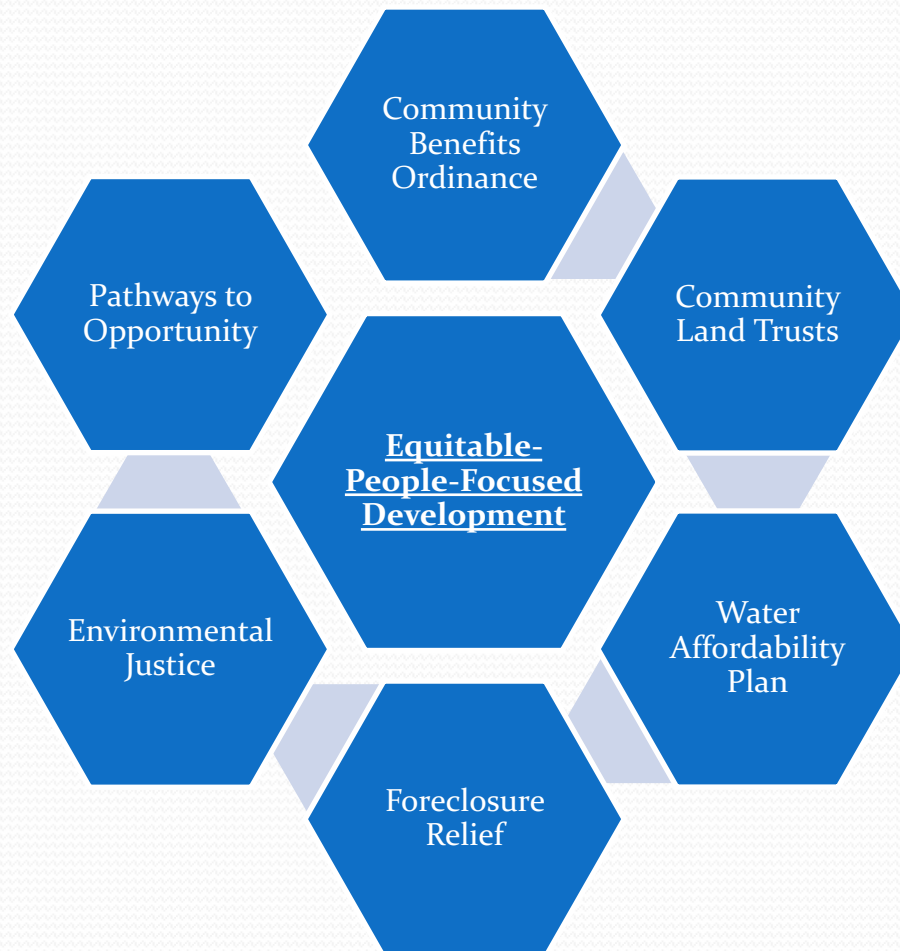 Community
Benefits
Ordinance
Pathways to
Opportunity
Community
Land Trusts
Equitable-
People-Focused
Development
Environmental
Justice
Water
Affordability
Plan
Foreclosure
Relief